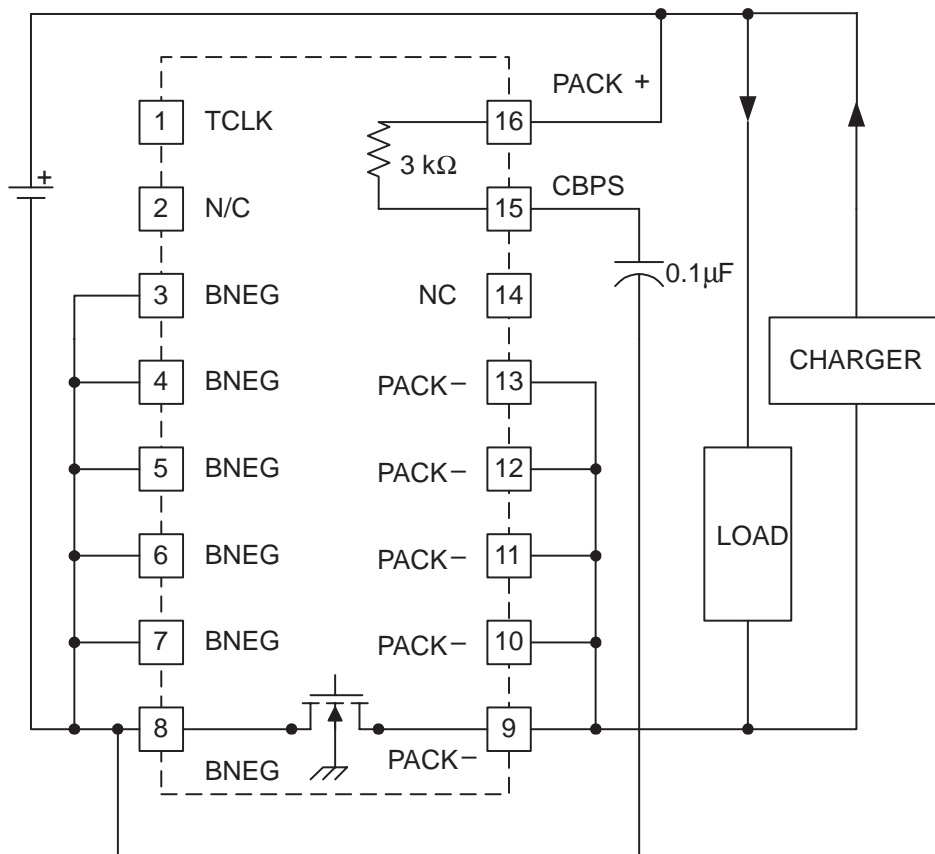 PACK +
1 TCLK 16
3 kΩ
+
2 N/C 15 CBPS
3 BNEG NC 14 0.1μF
4 BNEG PACK− 13 CHARGER
5 BNEG PACK− 12
6 BNEG PACK− 11 LOAD
7 BNEG PACK− 10
8 9
BNEG PACK−